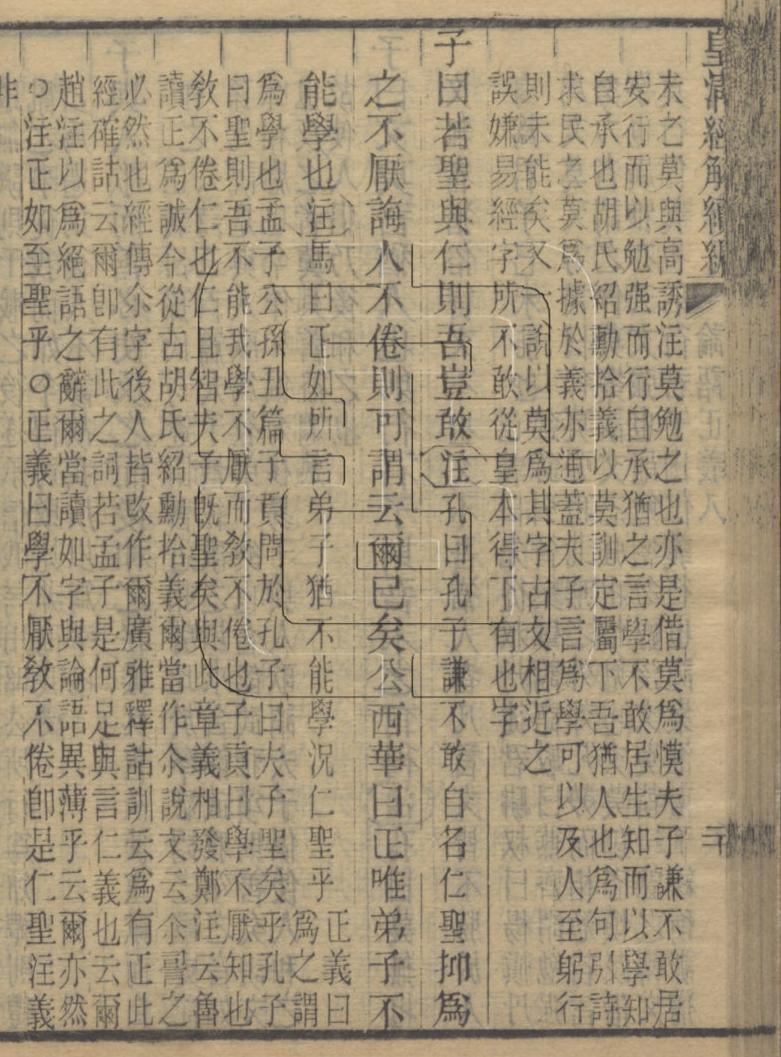 皇清經解續編
未之莫與高誘注莫勉之也亦是借莫爲慔夫子謙不敢居
安行而以勉强而行自承猶之言學不敢居生知而以學知
自承也胡氏紹勳拾義以莫訓定屬下吾猶人也爲句引詩
求民之莫爲據於義亦通蓋夫子言爲學可以及人至躬行
則未能矣又一說以莫爲其字古文相近之
誤嫌易經字所不敢從皇本得下有也字
子曰若聖與仁則吾豈敢注孔曰孔子謙不敢自名仁聖抑爲
之不厭誨人不倦則可謂云爾已矣公西華曰正唯弟子不
能學也注馬曰正如所言弟子猶不能學況仁聖乎
正義曰
爲之謂
爲學也孟子公孫丑篇子貢問於孔子曰夫子聖矣乎孔子
曰聖則吾不能我學不厭而敎不倦也子貢曰學不厭知也
敎不倦仁也仁且智夫子旣聖矣與此章義相發鄭注云魯
讀正爲誠今從古胡氏紹勳拾義爾當作尒說文云尒䛐之
必然也經傳尒字後人皆改作爾廣雅釋詁訓云爲有正此
經確詁云爾卽有此之詞若孟子是何足與言仁義也云爾
趙注以爲絕語之辭爾當讀如字與論語異薄乎云爾亦然
○注正如至聖乎○正義曰學不厭敎不倦卽是仁聖注義